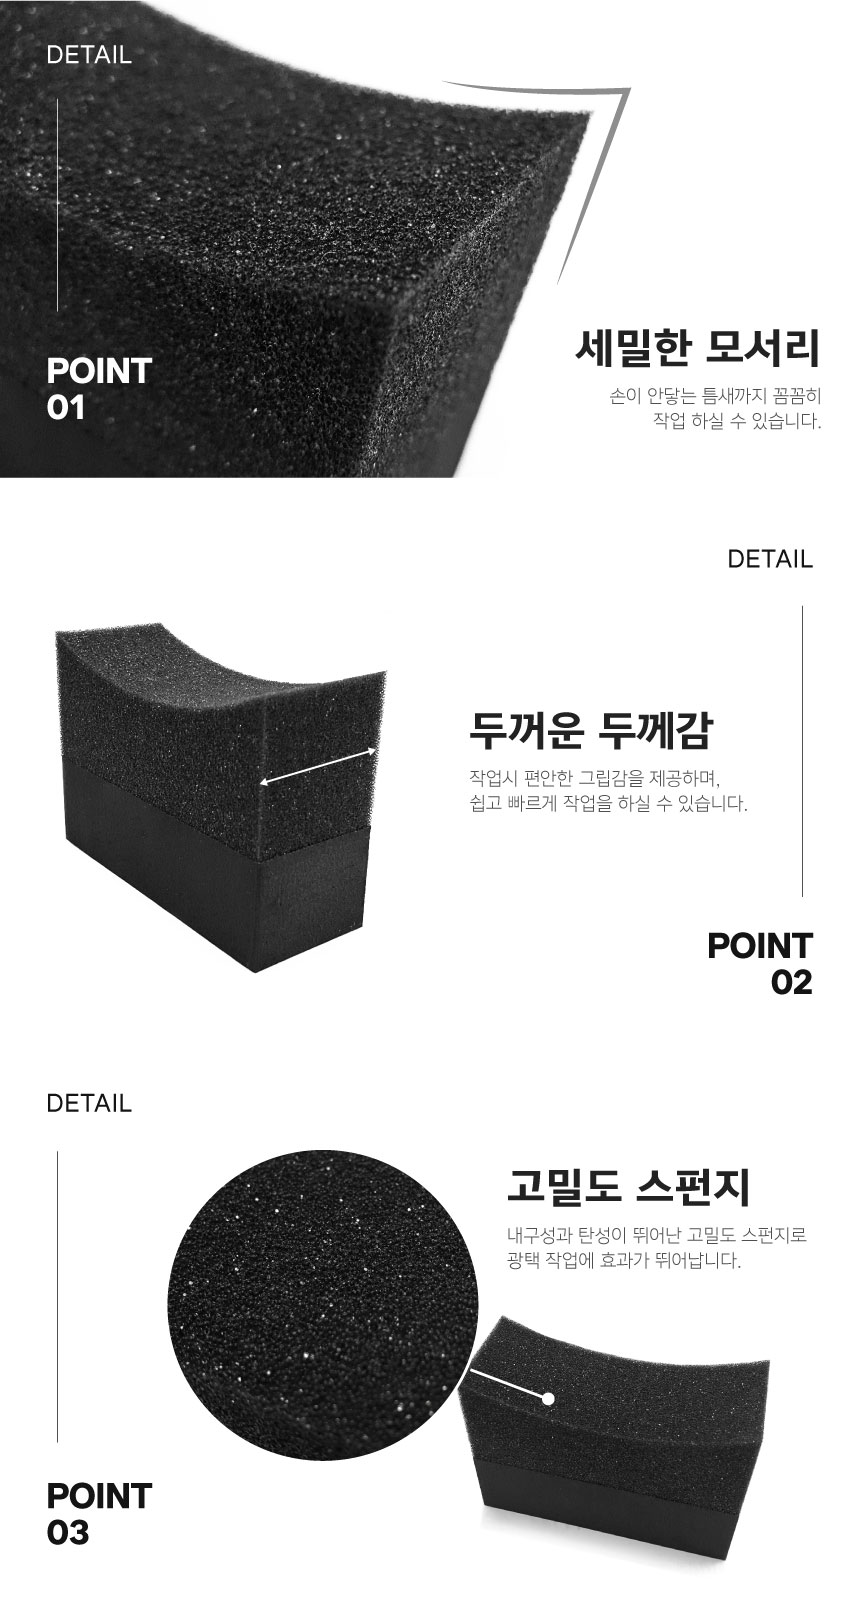 DETAIL
POINT
01
세밀한 모서리
손이 안닿는 틈새까지 꼼꼼히
작업 하실 수 있습니다.
DETAIL
두꺼운 두께감
작업시 편안한 그립감을 제공하며,
쉽고 빠르게 작업을 하실 수 있습니다.
POINT
02
DETAIL
고밀도 스펀지
내구성과 탄성이 뛰어난 고밀도 스펀지로
광택 작업에 효과가 뛰어납니다.
POINT
03